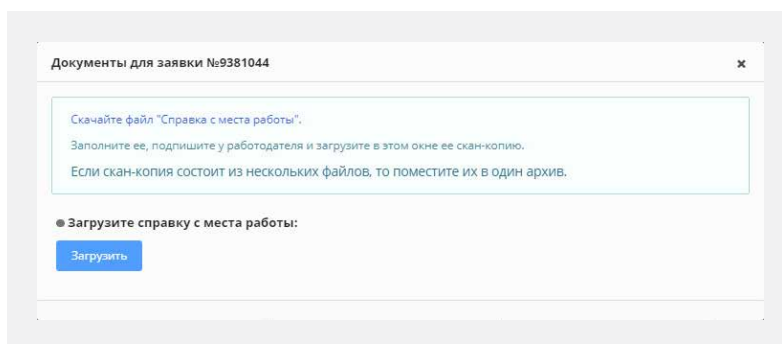 Документы для заявки №9381044
Скачайте файл "Справка с места работы".
Заполните ее, подпишите у работодателя и загрузите в этом окне ее скан-копию.
Если скан-копия состоит из нескольких файлов, то поместите их в один архив.
Загрузите справку с места работы:
Загрузить